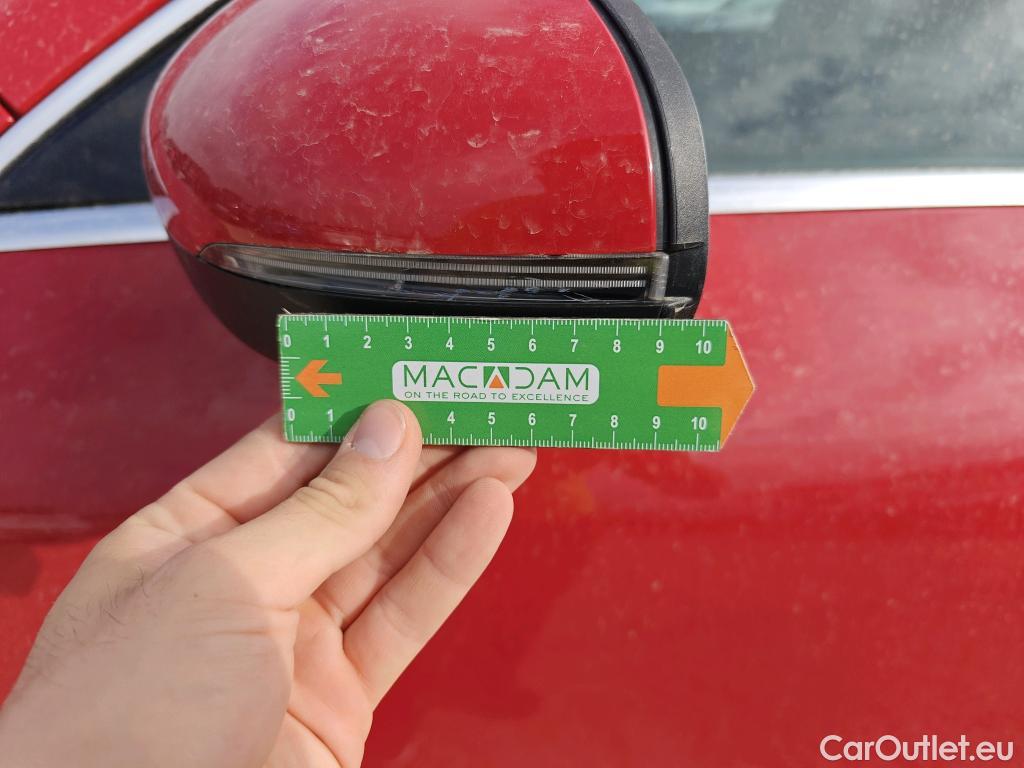 0 1 2 3 4 5 6 7 8 9 10
MACADAM
ON THE ROAD TO EXCELLENCE
0 1 4 5 6 7 8 9 10
CarOutlet.eu